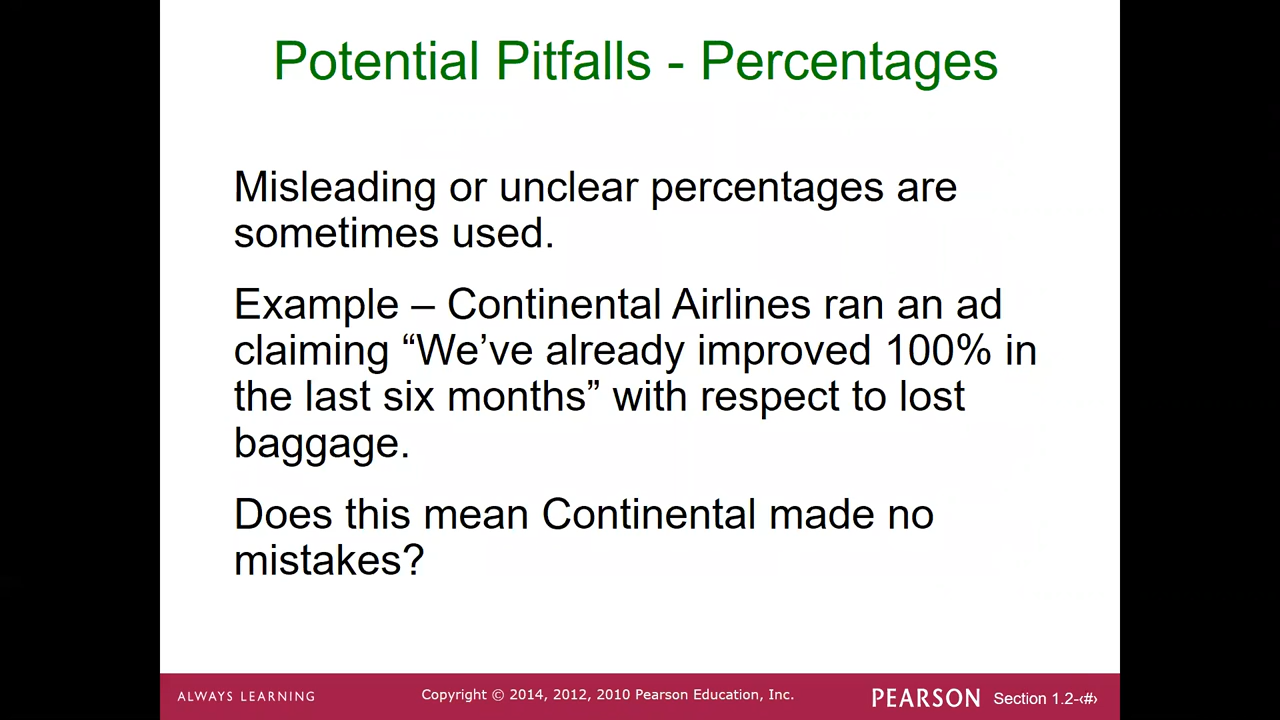 Potential Pitfalls - Percentages
Misleading or unclear percentages are
sometimes used.
Example – Continental Airlines ran an ad
claiming “We’ve already improved 100% in
the last six months” with respect to lost
baggage.
Does this mean Continental made no
mistakes?
ALWAYS LEARNING
Copyright © 2014, 2012, 2010 Pearson Education, Inc.
PEARSON
Section 1.2-‹#›